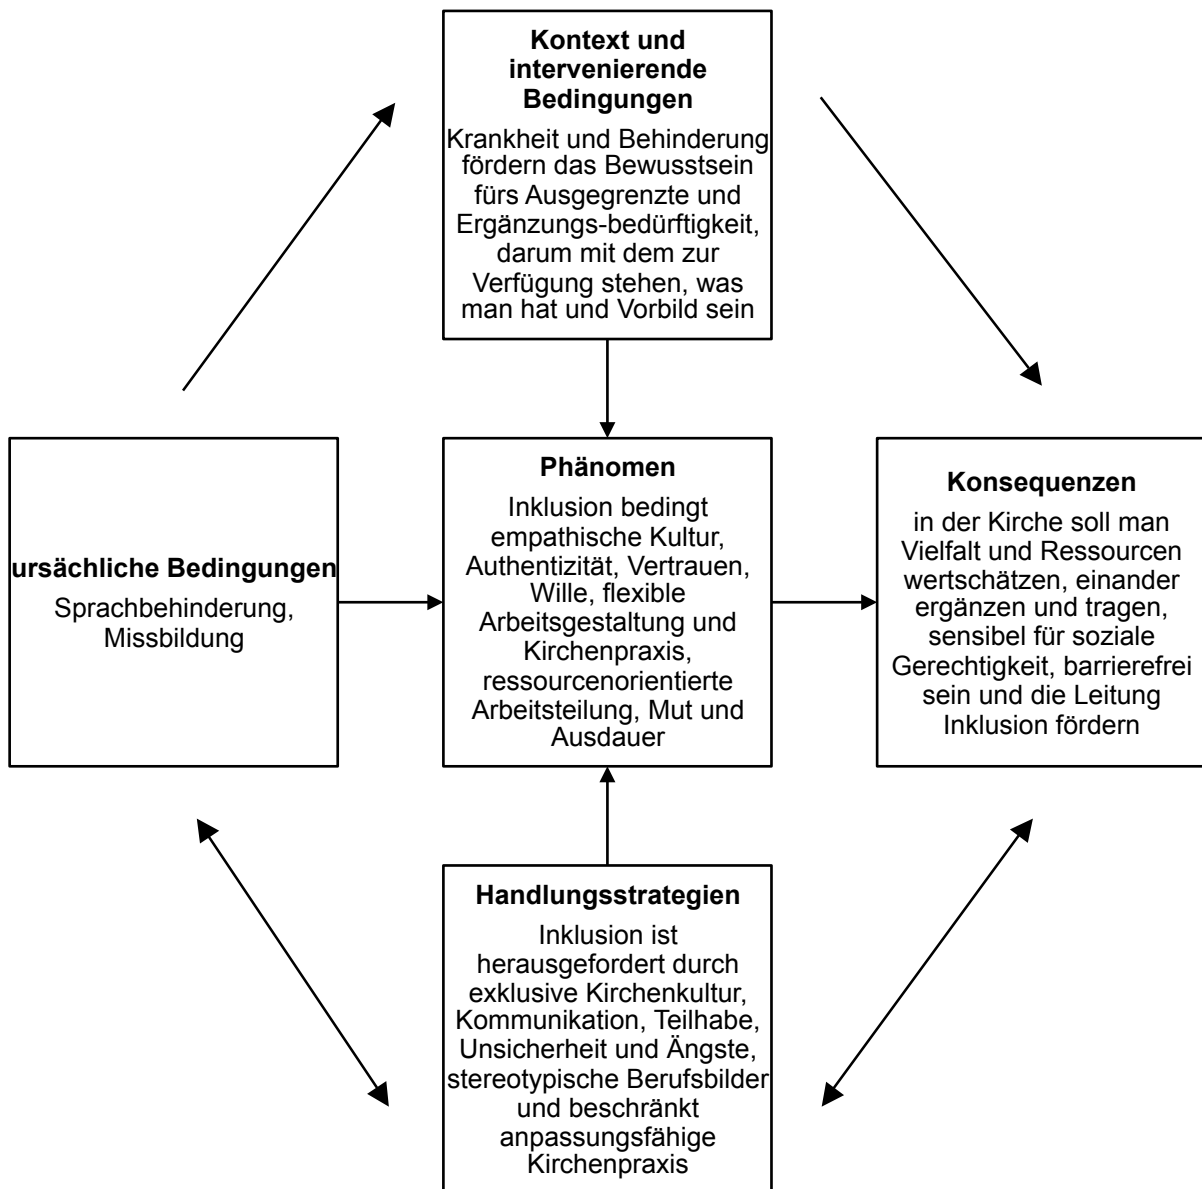 Kontext und
intervenierende
Bedingungen
Krankheit und Behinderung
fördern das Bewusstsein
fürs Ausgegrenzte und
Ergänzungs-bedürftigkeit,
darum mit dem zur
Verfügung stehen, was
man hat und Vorbild sein
ursächliche Bedingungen
Sprachbehinderung,
Missbildung
Phänomen
Inklusion bedingt
empathische Kultur,
Authentizität, Vertrauen,
Wille, flexible
Arbeitsgestaltung und
Kirchenpraxis,
ressourcenorientierte
Arbeitsteilung, Mut und
Ausdauer
Konsequenzen
in der Kirche soll man
Vielfalt und Ressourcen
wertschätzen, einander
ergänzen und tragen,
sensibel für soziale
Gerechtigkeit, barrierefrei
sein und die Leitung
Inklusion fördern
Handlungsstrategien
Inklusion ist
herausgefordert durch
exklusive Kirchenkultur,
Kommunikation, Teilhabe,
Unsicherheit und Ängste,
stereotypische Berufsbilder
und beschränkt
anpassungsfähige
Kirchenpraxis